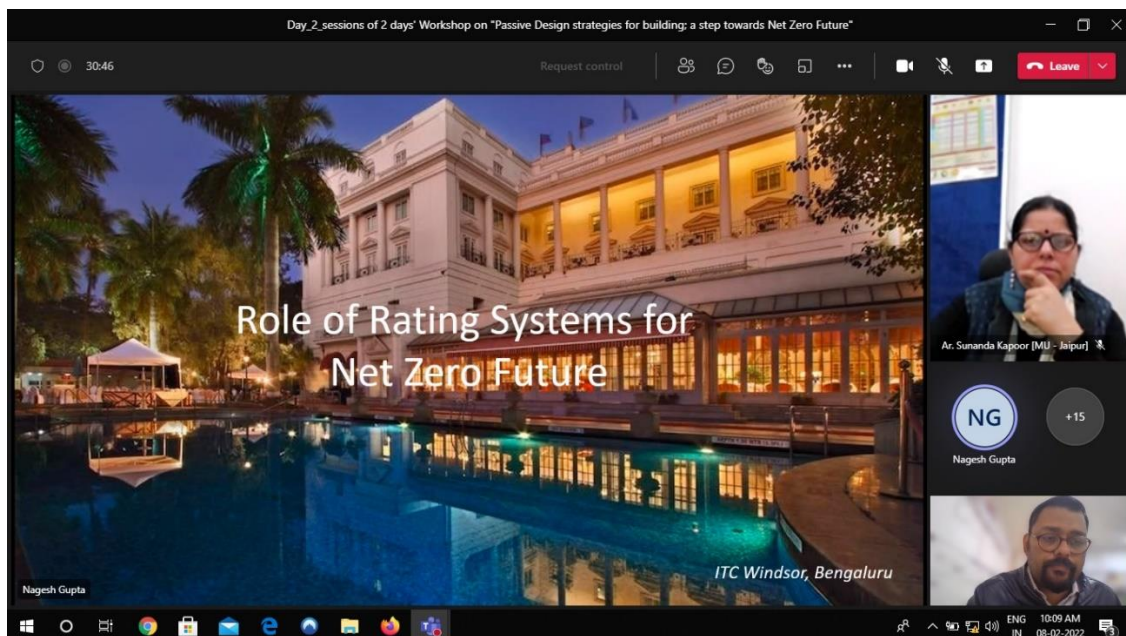 Day_2_sessions of 2 days' Workshop on "Passive Design strategies for building; a step towards Net Zero Future"
30:46
Request control
Leave
Role of Rating Systems for
Net Zero Future
ITC Windsor, Bengaluru
Nagesh Gupta
Ar. Sunanda Kapoor [MU - Jaipur]
NG
+15
Nagesh Gupta
ENG
IN
10:09 AM
08-02-2022
3